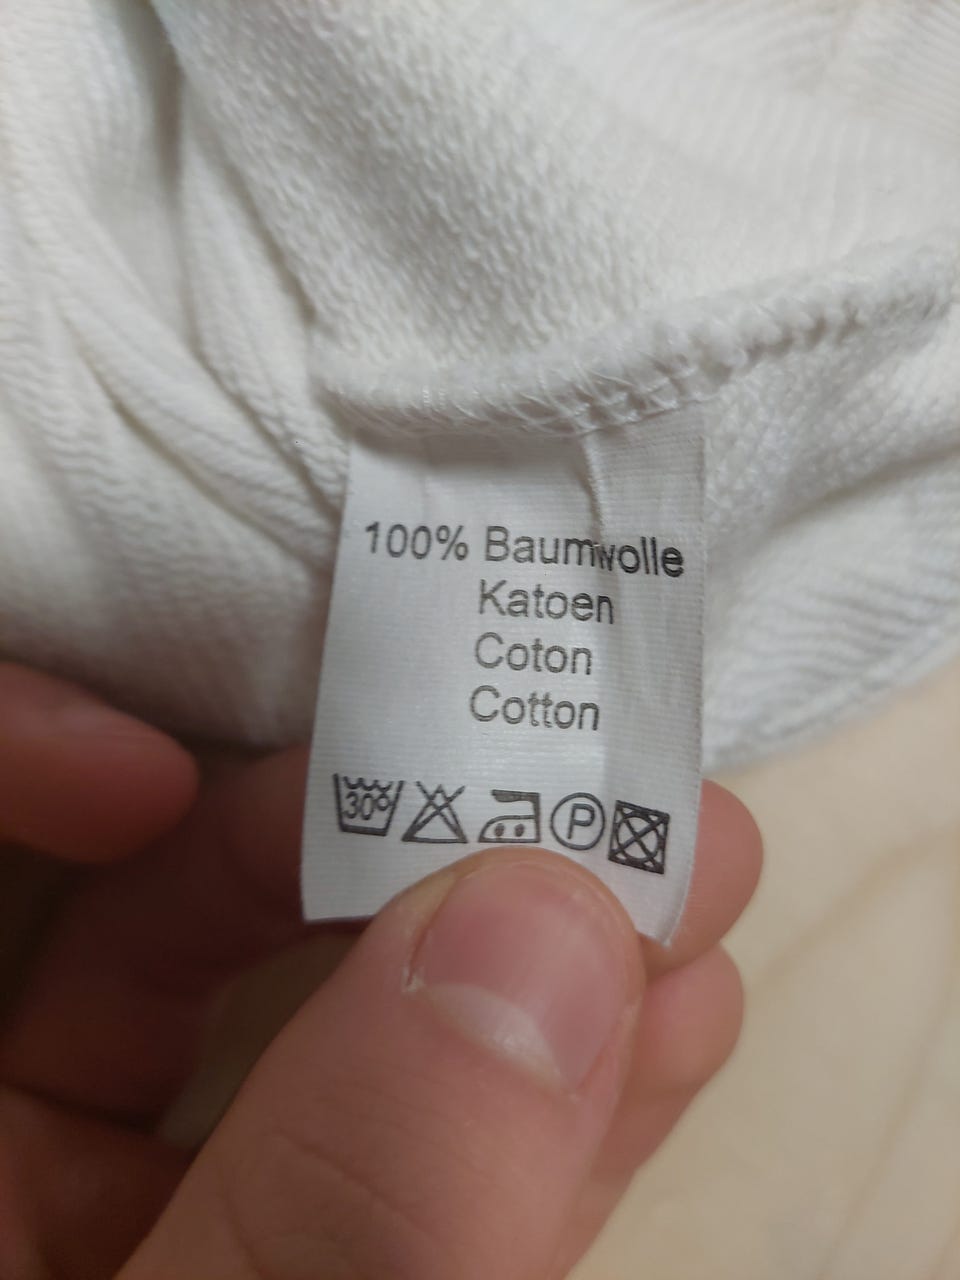 100% Baumwolle
Katoen
Coton
Cotton
30° P